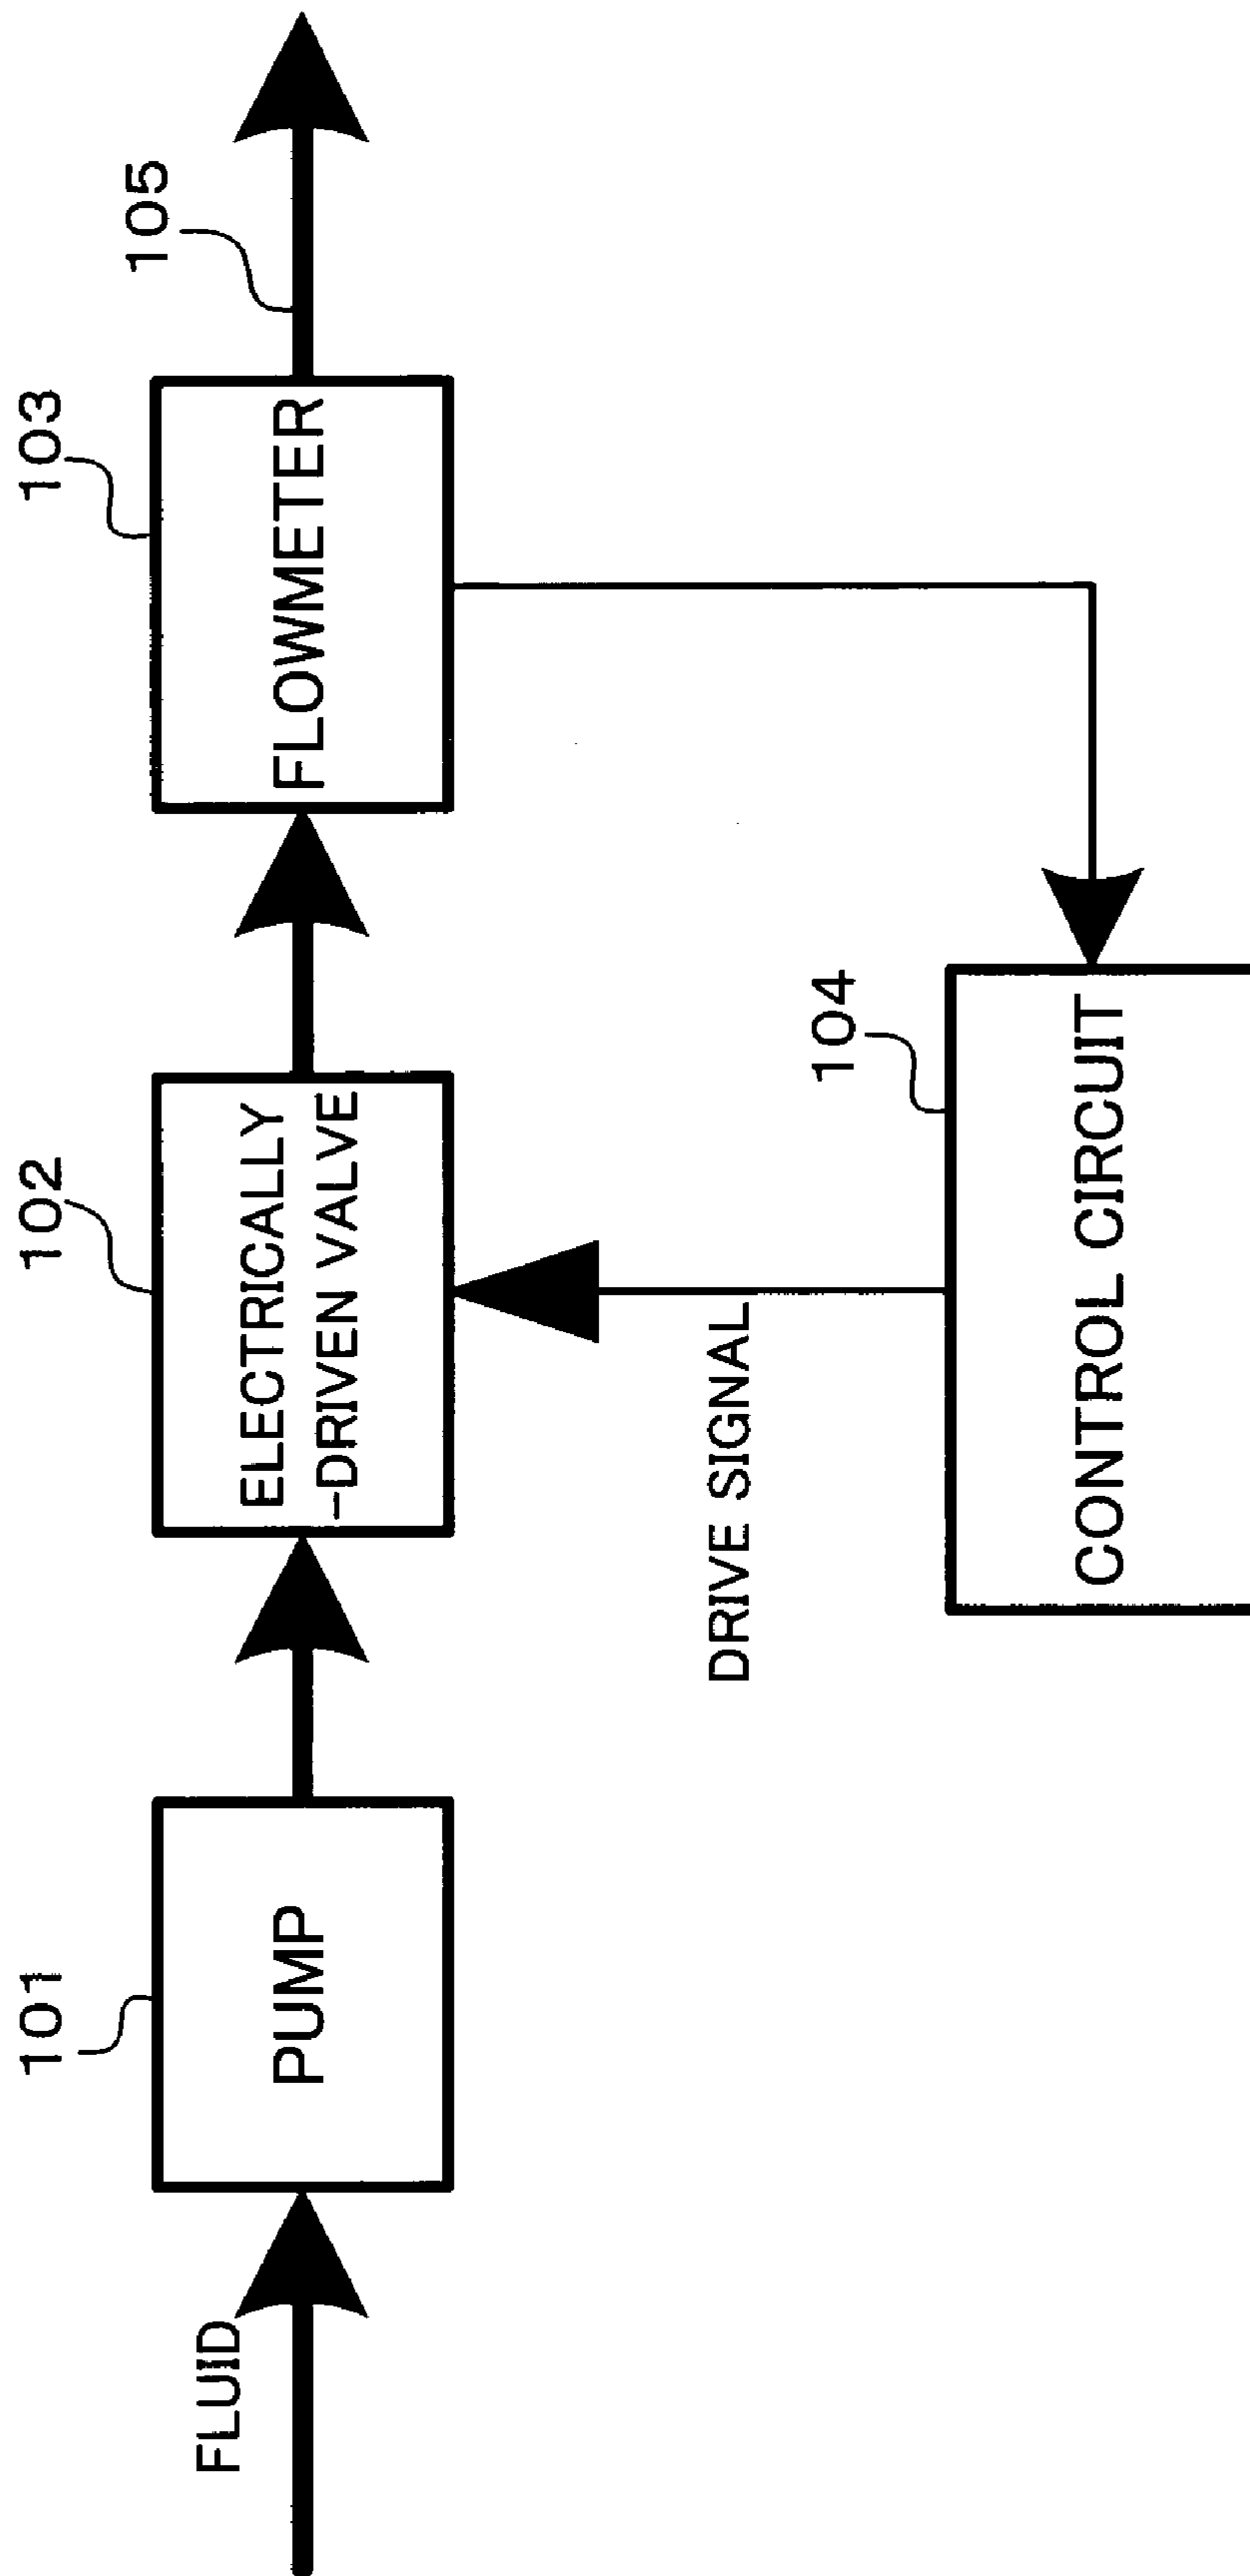 101
102
103
105
FLUID
PUMP
ELECTRICALLY
-DRIVEN VALVE
FLOWMETER
DRIVE SIGNAL
104
CONTROL CIRCUIT